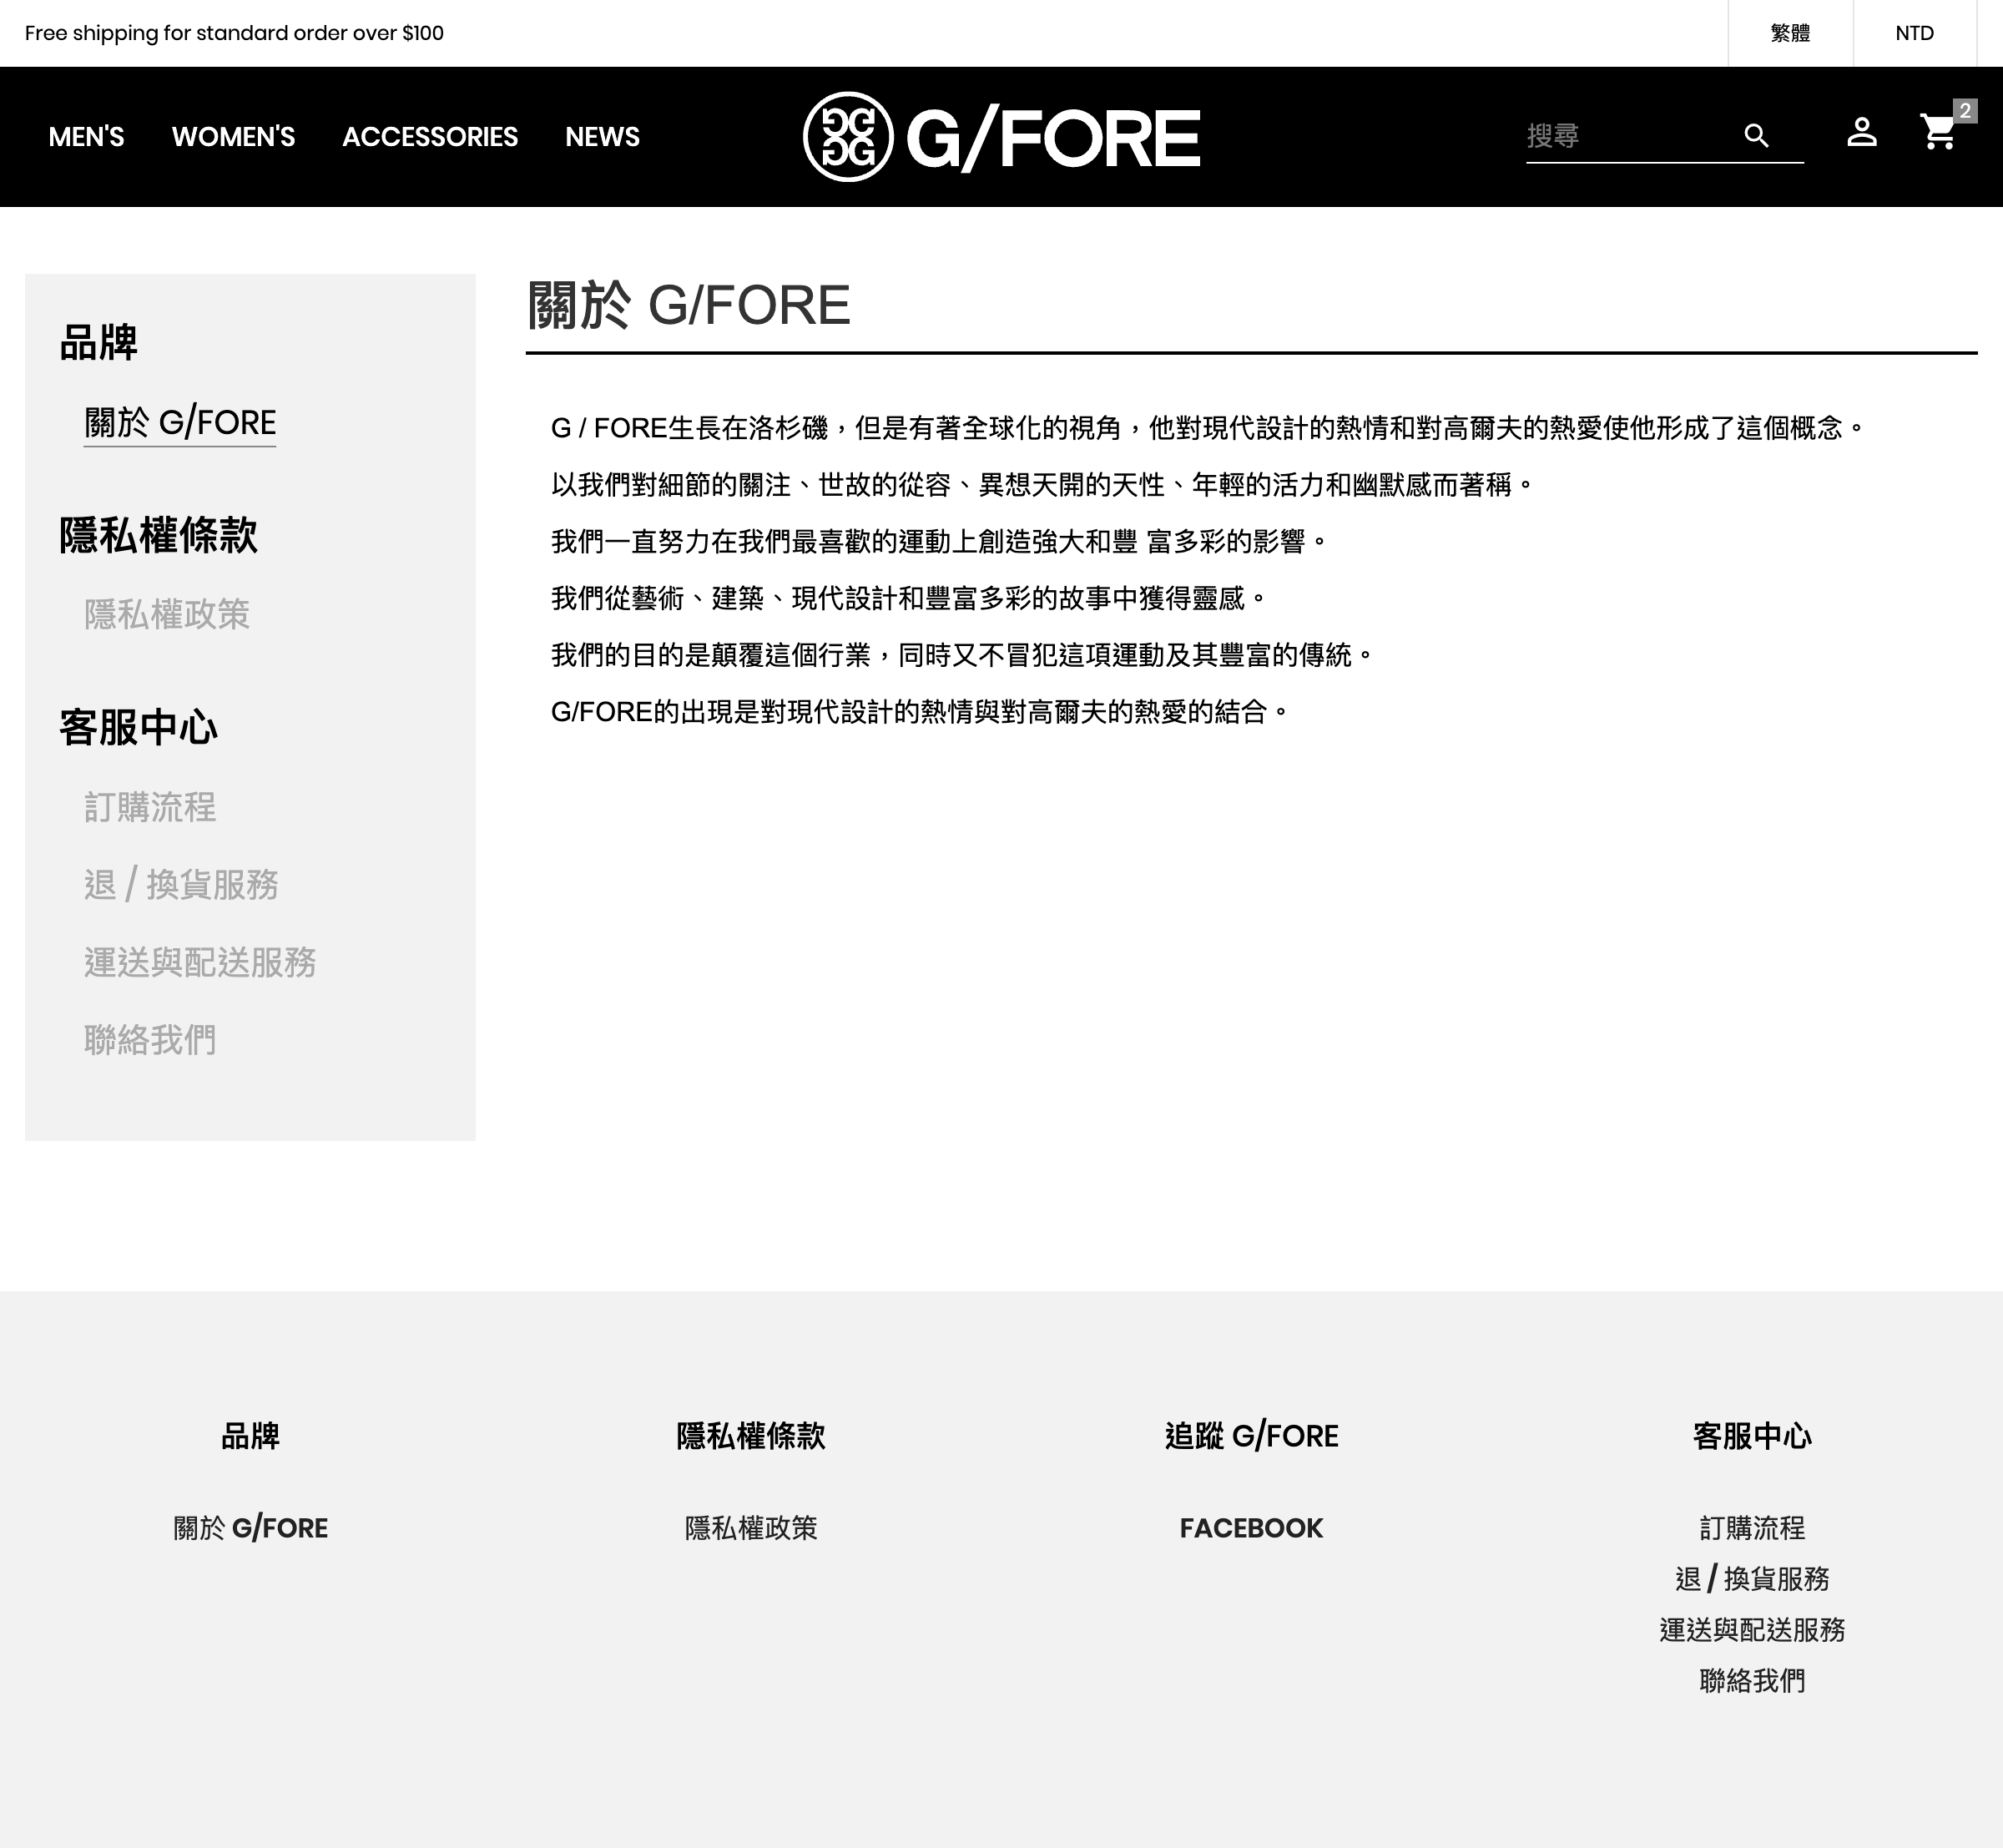 Free shipping for standard order over $100
繁體
NTD
MEN'S
WOMEN'S
ACCESSORIES
NEWS
G/FORE
搜尋
2
品牌
關於 G/FORE
隱私權條款
隱私權政策
客服中心
訂購流程
退 / 換貨服務
運送與配送服務
聯絡我們
關於 G/FORE
G / FORE生長在洛杉磯，但是有著全球化的視角，他對現代設計的熱情和對高爾夫的熱愛使他形成了這個概念。
以我們對細節的關注、世故的從容、異想天開的天性、年輕的活力和幽默感而著稱。
我們一直努力在我們最喜歡的運動上創造強大和豐 富多彩的影響。
我們從藝術、建築、現代設計和豐富多彩的故事中獲得靈感。
我們的目的是顛覆這個行業，同時又不冒犯這項運動及其豐富的傳統。
G/FORE的出現是對現代設計的熱情與對高爾夫的熱愛的結合。
品牌
關於 G/FORE
隱私權條款
隱私權政策
追蹤 G/FORE
FACEBOOK
客服中心
訂購流程
退 / 換貨服務
運送與配送服務
聯絡我們